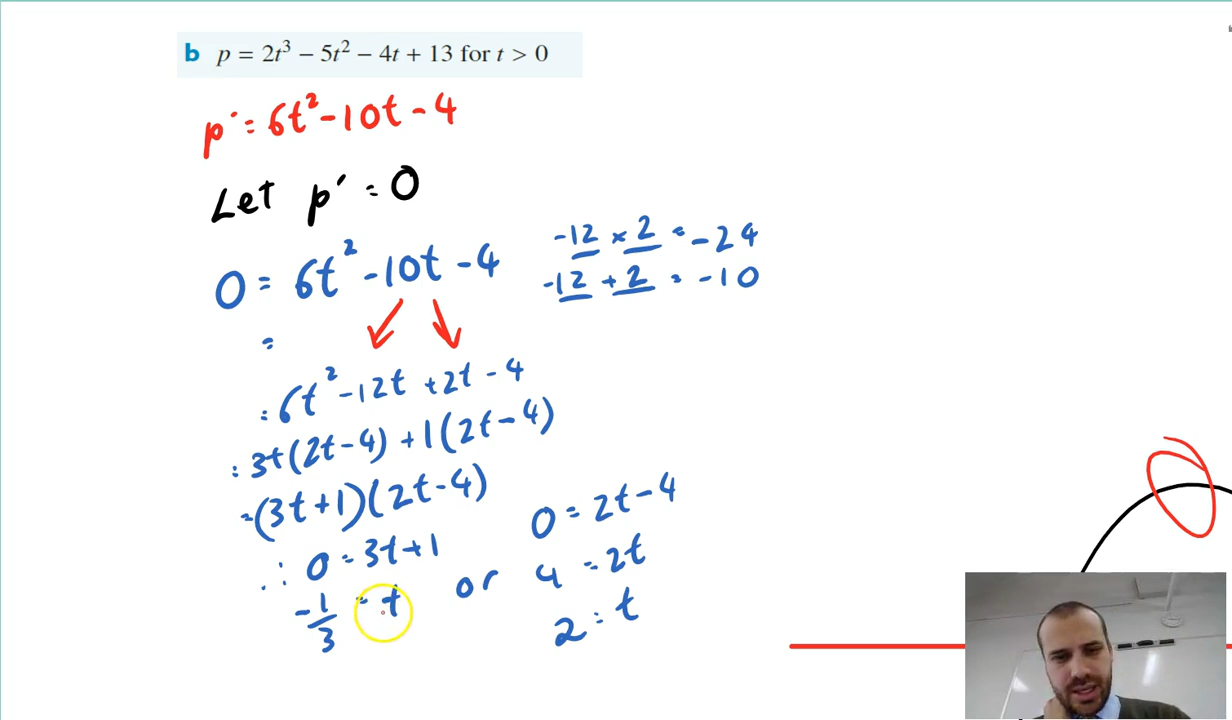 b p = 2t³ − 5t² − 4t + 13 for t > 0
p' = 6t² - 10t - 4
Let p' = 0
0 = 6t² - 10t - 4
-12 × 2 = -24
-12 + 2 = -10
=
= 6t² - 12t + 2t - 4
= 3t(2t - 4) + 1(2t - 4)
= (3t + 1)(2t - 4)
∴ 0 = 3t + 1
-1/3 = t
or
0 = 2t - 4
4 = 2t
2 = t